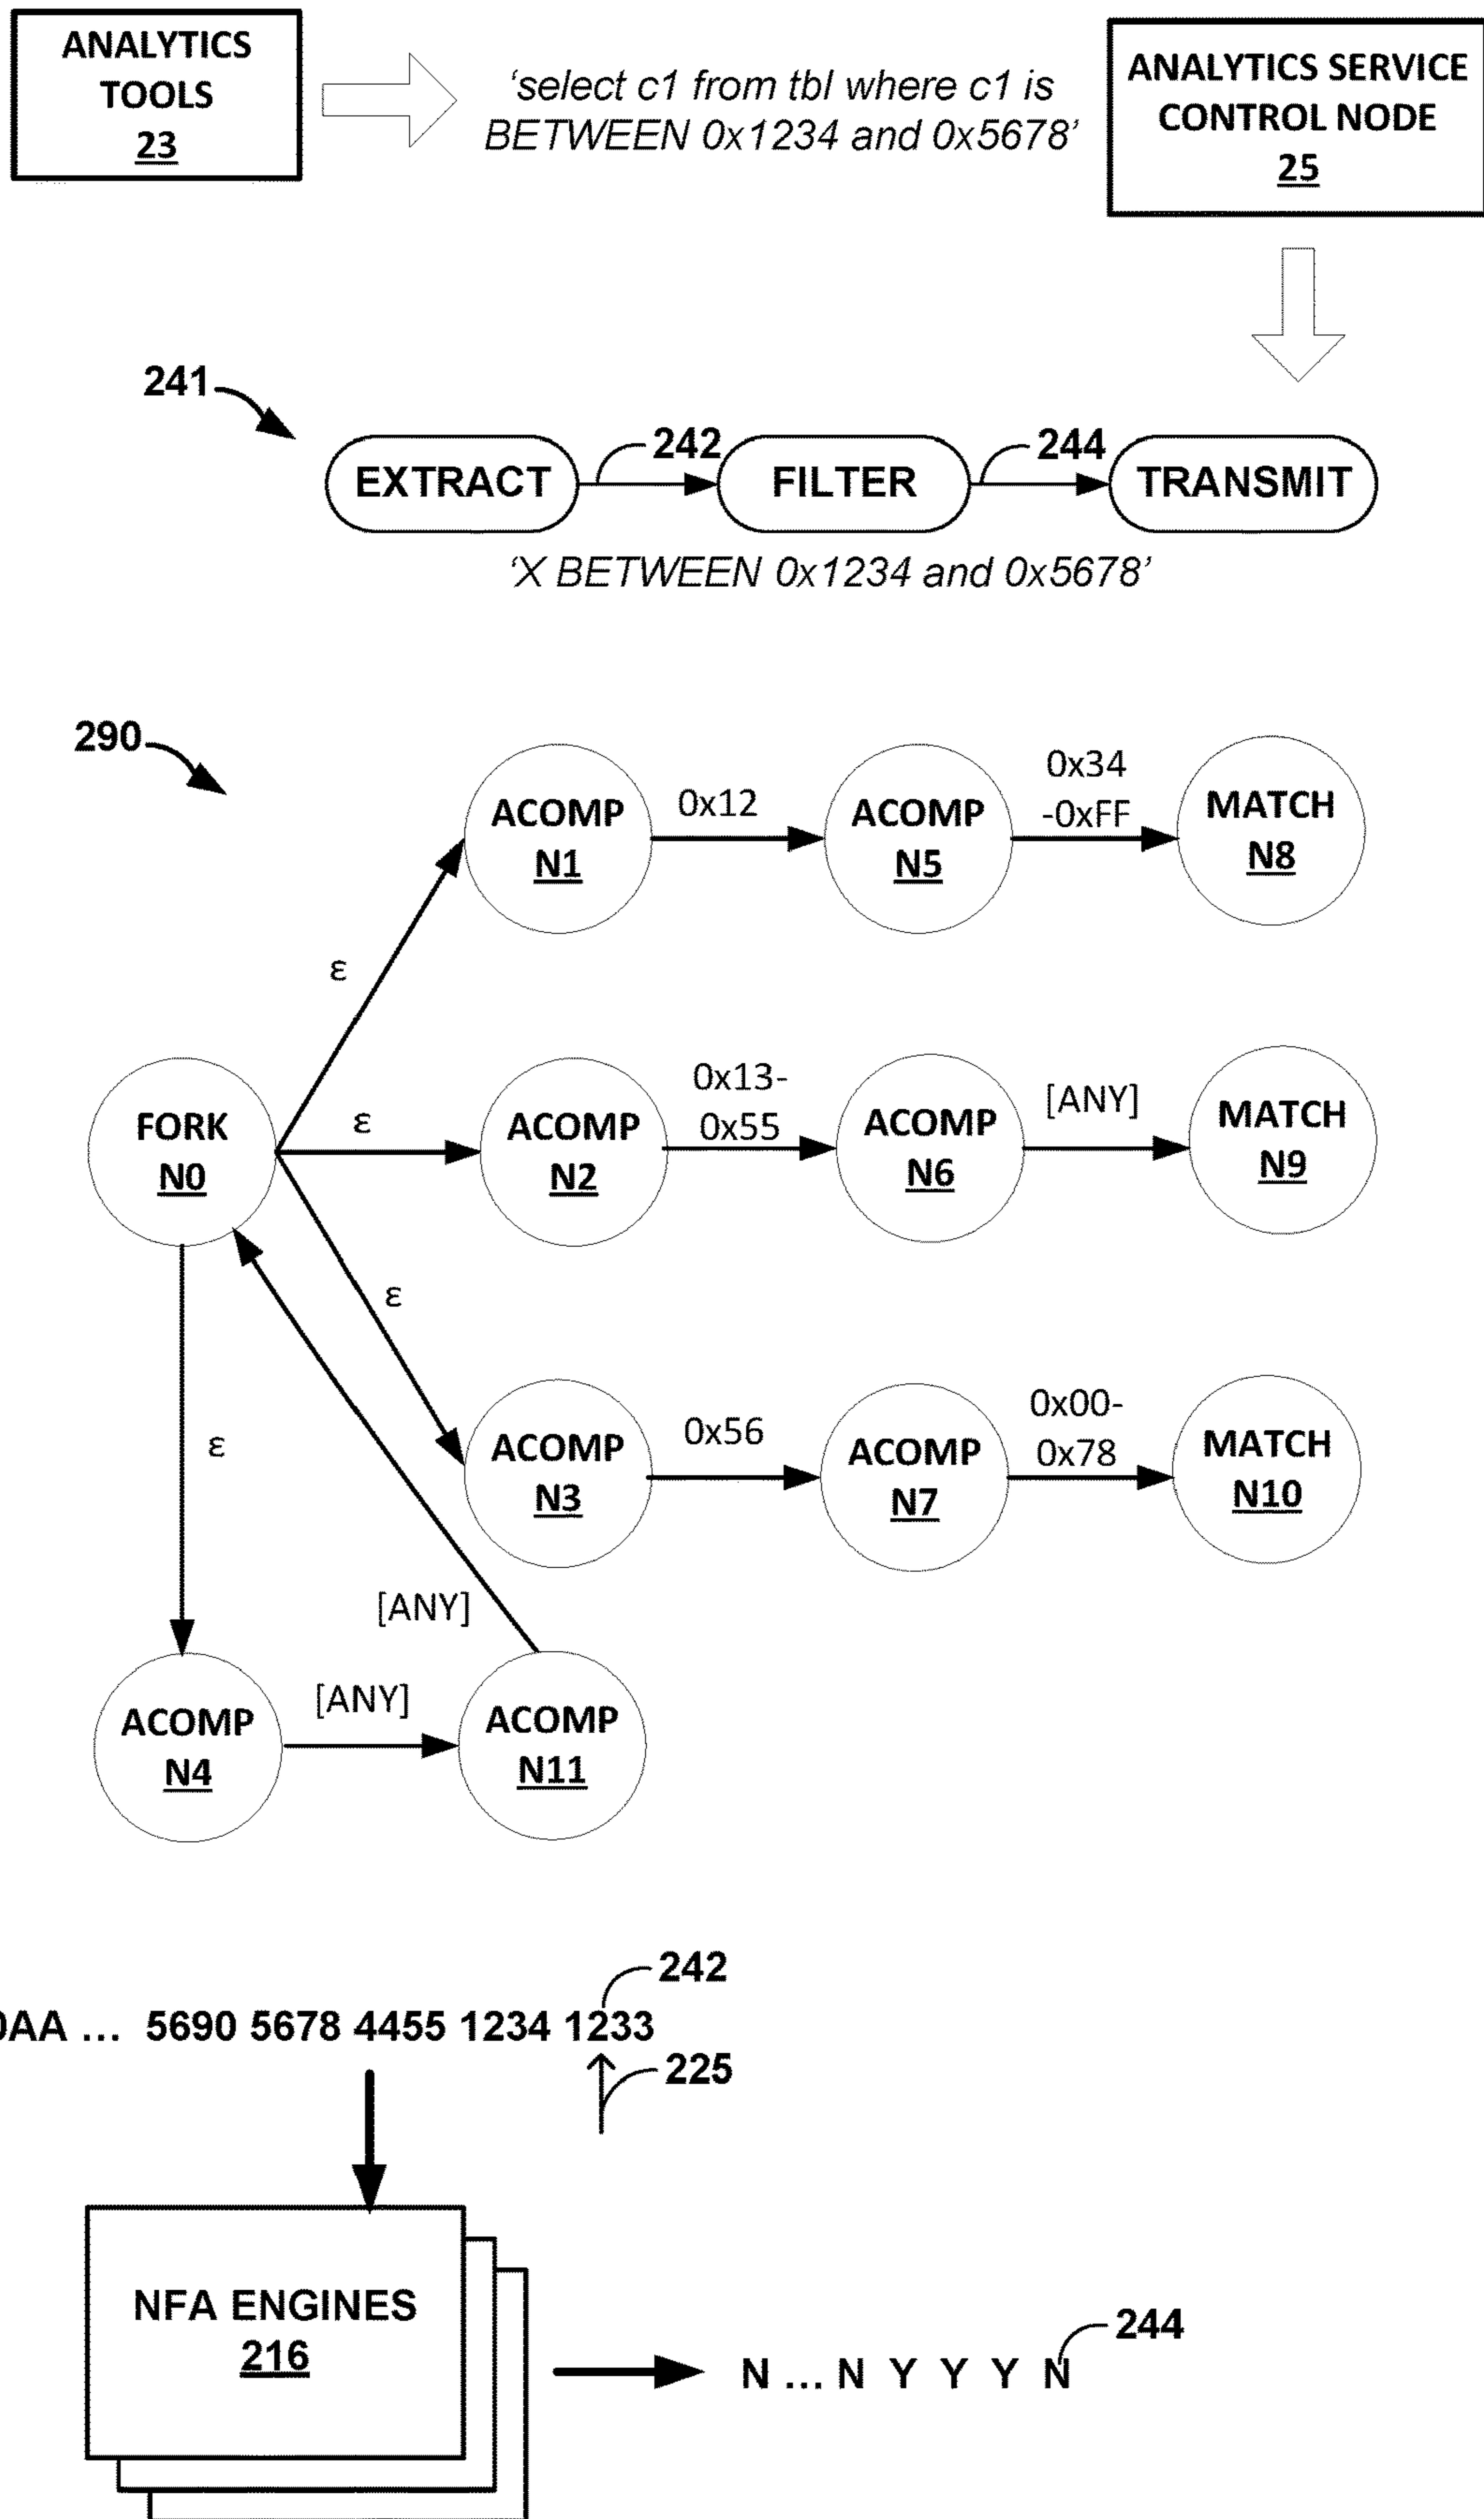 ANALYTICS
TOOLS
23
‘select c1 from tbl where c1 is
BETWEEN 0x1234 and 0x5678’
ANALYTICS SERVICE
CONTROL NODE
25
241
242
244
EXTRACT
FILTER
TRANSMIT
‘X BETWEEN 0x1234 and 0x5678’
290
ACOMP
N1
0x12
ACOMP
N5
0x34
-0xFF
MATCH
N8
ε
FORK
N0
ε
ACOMP
N2
0x13-
0x55
ACOMP
N6
[ANY]
MATCH
N9
ε
ε
ACOMP
N3
0x56
ACOMP
N7
0x00-
0x78
MATCH
N10
[ANY]
ACOMP
N4
[ANY]
ACOMP
N11
242
0AA ... 5690 5678 4455 1234 1233
225
NFA ENGINES
216
244
N ... N Y Y Y N